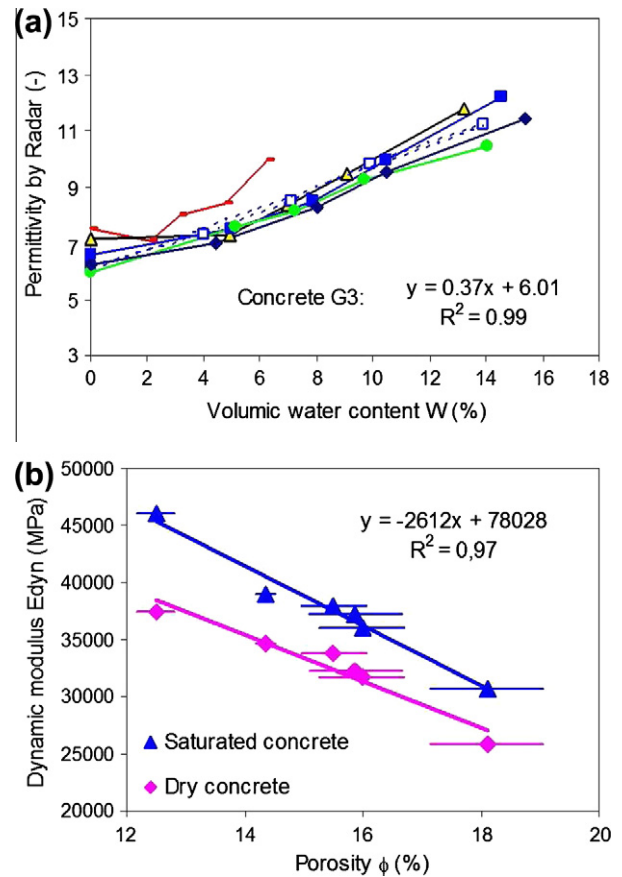 (a)
Permittivity by Radar (-)
15
13
11
9
7
5
3
Concrete G3: y = 0.37x + 6.01
R² = 0.99
0 2 4 6 8 10 12 14 16 18
Volumic water content W (%)
(b)
Dynamic modulus Edyn (MPa)
50000
45000
40000
35000
30000
25000
20000
y = -2612x + 78028
R² = 0,97
Saturated concrete
Dry concrete
12 14 16 18 20
Porosity ϕ (%)